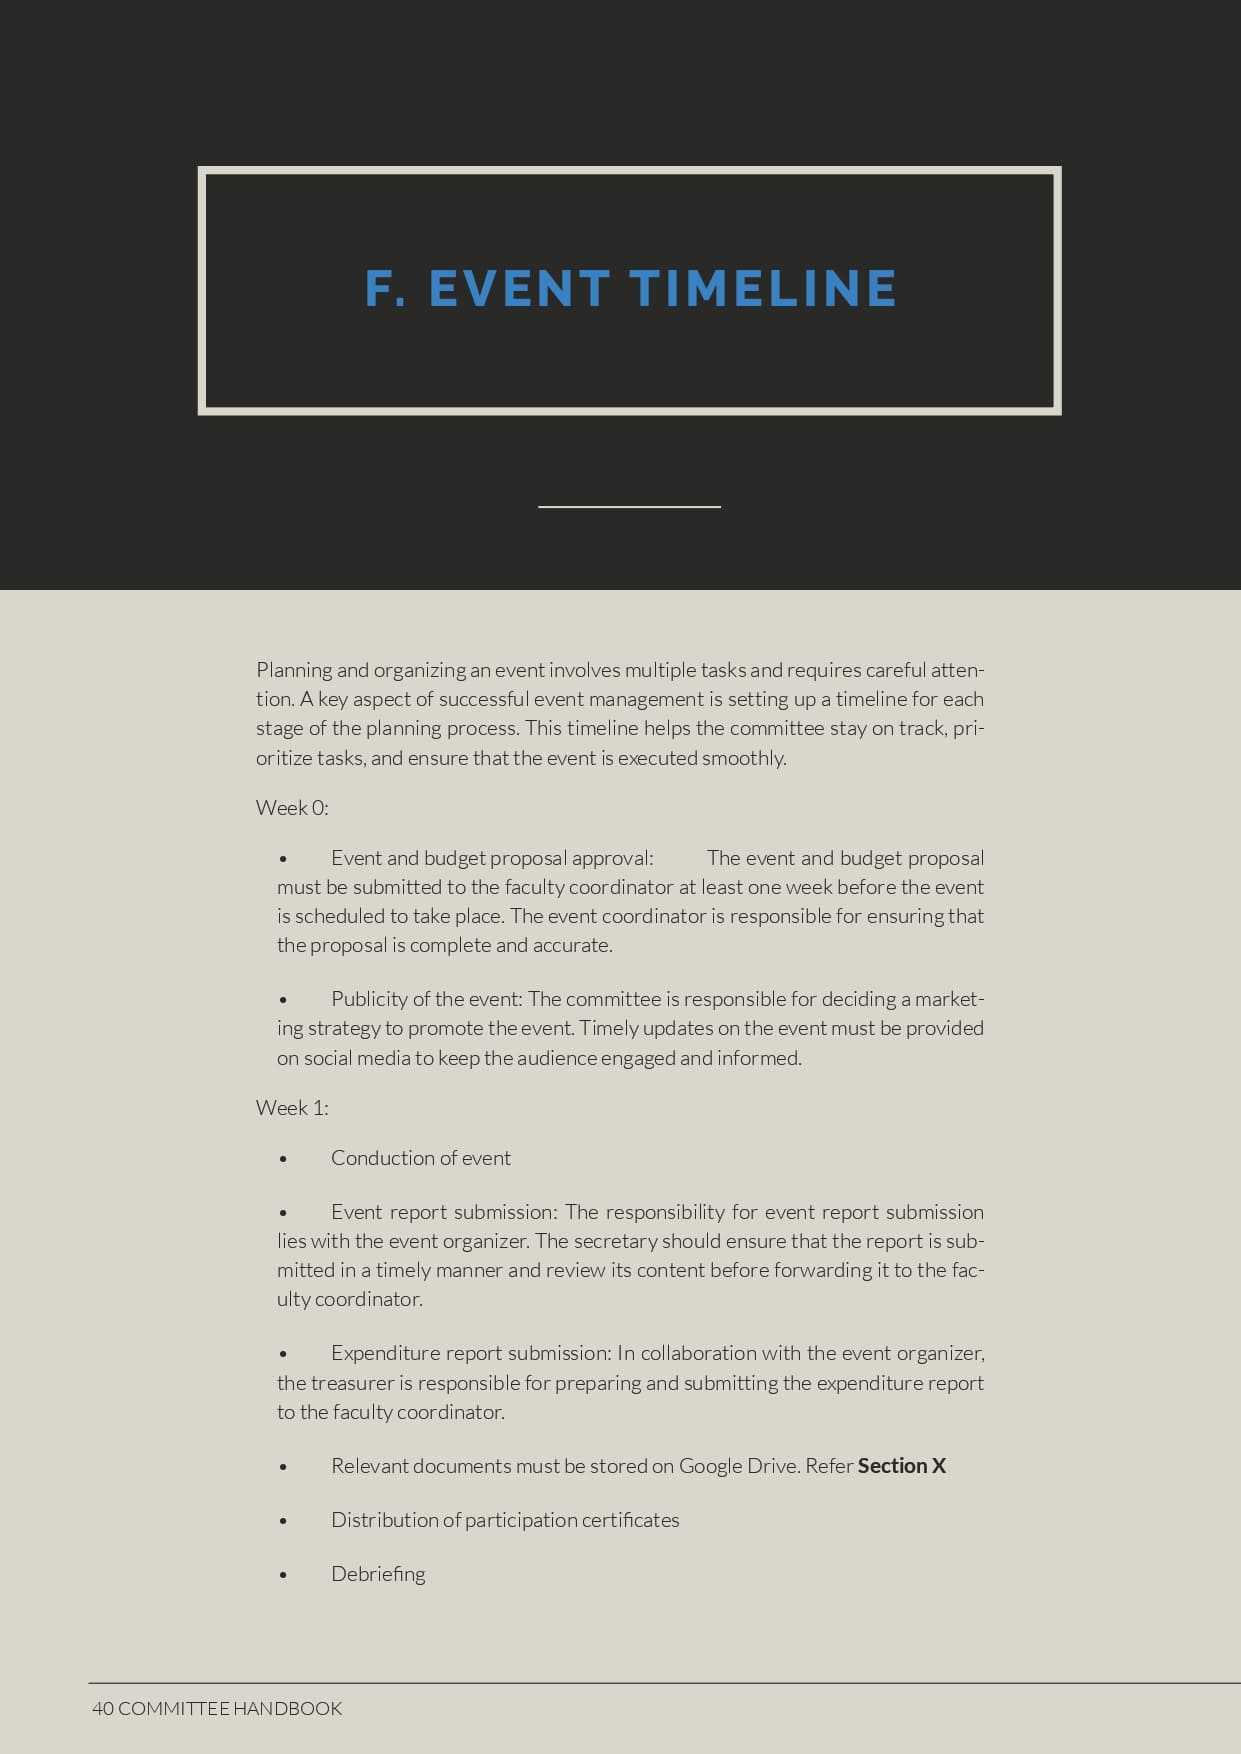 F. EVENT TIMELINE
Planning and organizing an event involves multiple tasks and requires careful atten-
tion. A key aspect of successful event management is setting up a timeline for each
stage of the planning process. This timeline helps the committee stay on track, pri-
oritize tasks, and ensure that the event is executed smoothly.
Week 0:
• Event and budget proposal approval: The event and budget proposal
must be submitted to the faculty coordinator at least one week before the event
is scheduled to take place. The event coordinator is responsible for ensuring that
the proposal is complete and accurate.
• Publicity of the event: The committee is responsible for deciding a market-
ing strategy to promote the event. Timely updates on the event must be provided
on social media to keep the audience engaged and informed.
Week 1:
• Conduction of event
• Event report submission: The responsibility for event report submission
lies with the event organizer. The secretary should ensure that the report is sub-
mitted in a timely manner and review its content before forwarding it to the fac-
ulty coordinator.
• Expenditure report submission: In collaboration with the event organizer,
the treasurer is responsible for preparing and submitting the expenditure report
to the faculty coordinator.
• Relevant documents must be stored on Google Drive. Refer Section X
• Distribution of participation certificates
• Debriefing
40 COMMITTEE HANDBOOK